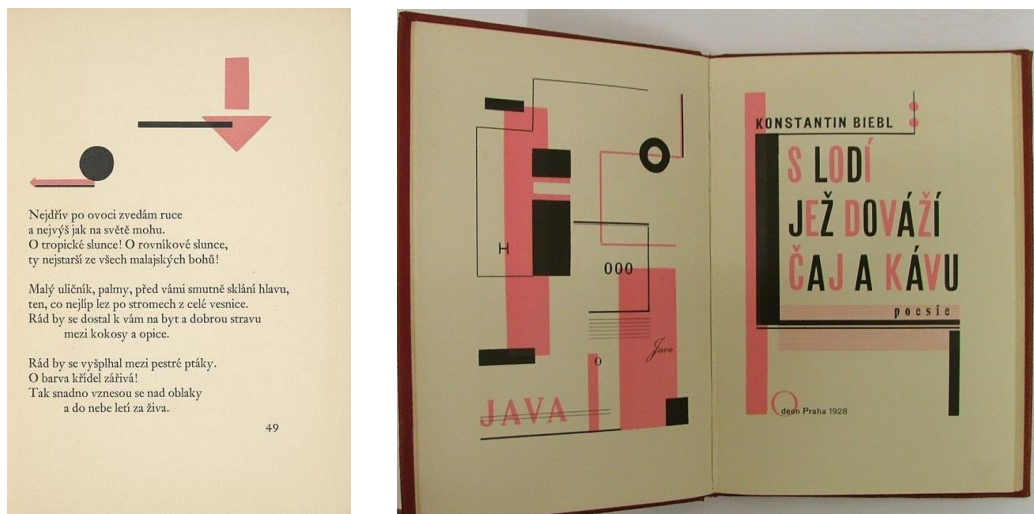 Nejdřív po ovoci zvedám ruce
a nejvýš jak na světě mohu.
O tropické slunce! O rovníkové slunce,
ty nejstarší ze všech malajských bohů!
Malý uličník, palmy, před vámi smutně sklání hlavu,
ten, co nejlíp lez po stromech z celé vesnice.
Rád by se dostal k vám na byt a dobrou stravu
mezi kokosy a opice.
Rád by se vyšplhal mezi pestré ptáky.
O barva křídel zářivá!
Tak snadno vznesou se nad oblaky
a do nebe letí za živa.
49
H
OOO
O
Java
JAVA
KONSTANTIN BIEBL
S LODÍ
JEŽ DOVÁŽÍ
ČAJ A KÁVU
poesie
Odeon Praha 1928